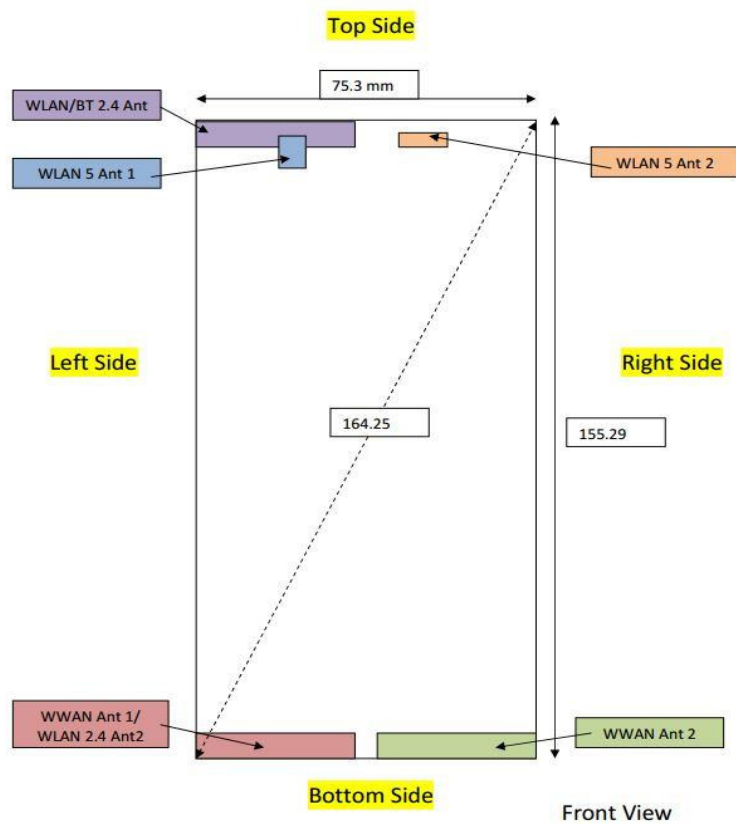 Top Side
75.3 mm
WLAN/BT 2.4 Ant
WLAN 5 Ant 1
WLAN 5 Ant 2
Left Side
Right Side
164.25
155.29
WWAN Ant 1/
WLAN 2.4 Ant2
WWAN Ant 2
Bottom Side
Front View